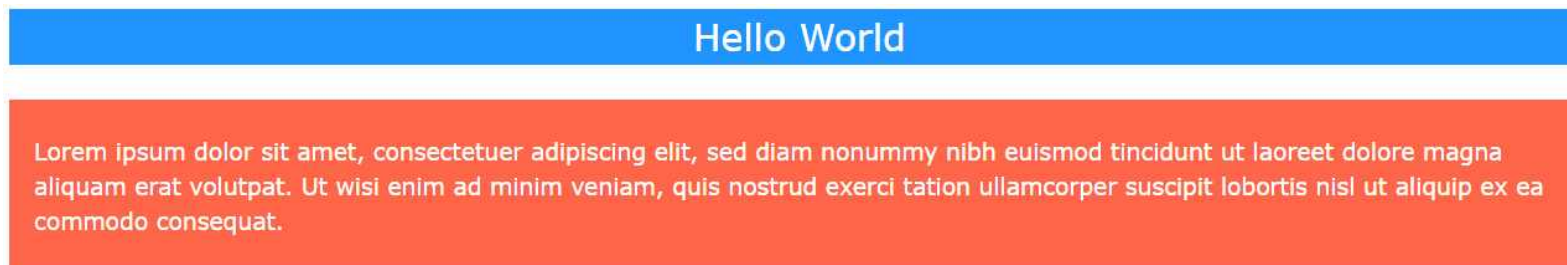 Hello World
Lorem ipsum dolor sit amet, consectetuer adipiscing elit, sed diam nonummy nibh euismod tincidunt ut laoreet dolore magna
aliquam erat volutpat. Ut wisi enim ad minim veniam, quis nostrud exerci tation ullamcorper suscipit lobortis nisl ut aliquip ex ea
commodo consequat.